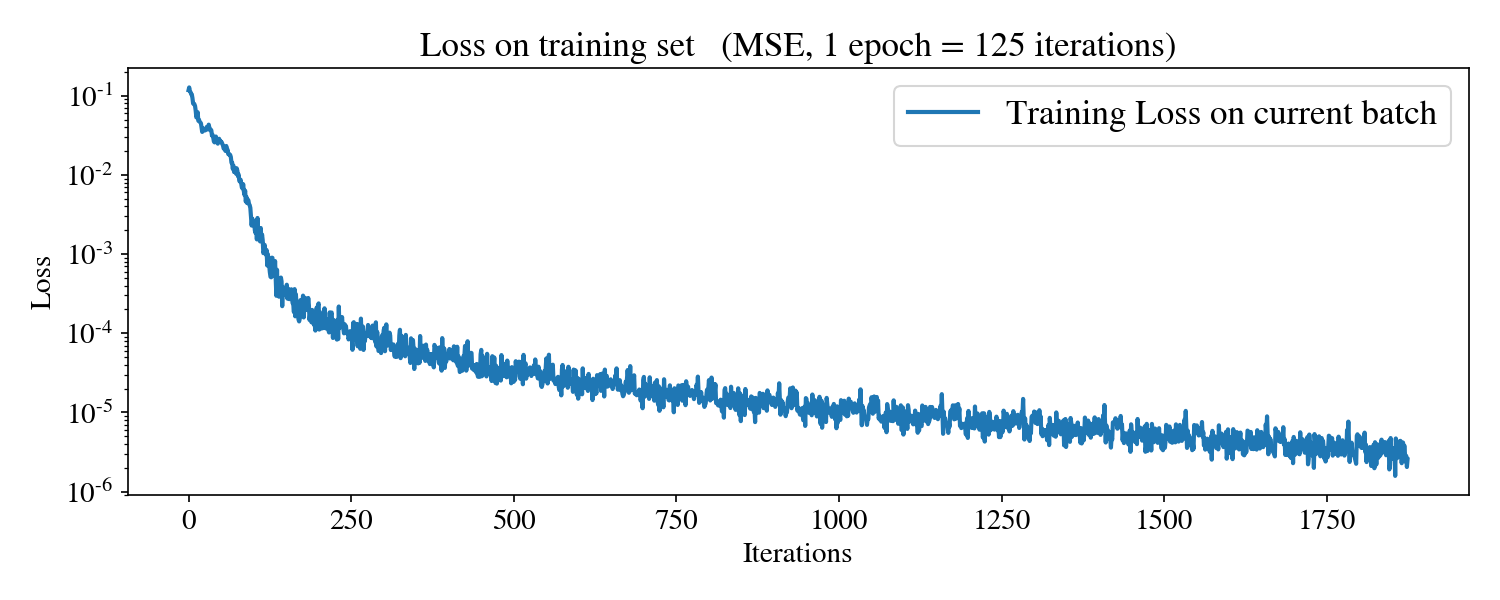 Loss on training set (MSE, 1 epoch = 125 iterations)
Training Loss on current batch
10-1
10-2
10-3
10-4
10-5
10-6
Loss
0 250 500 750 1000 1250 1500 1750
Iterations